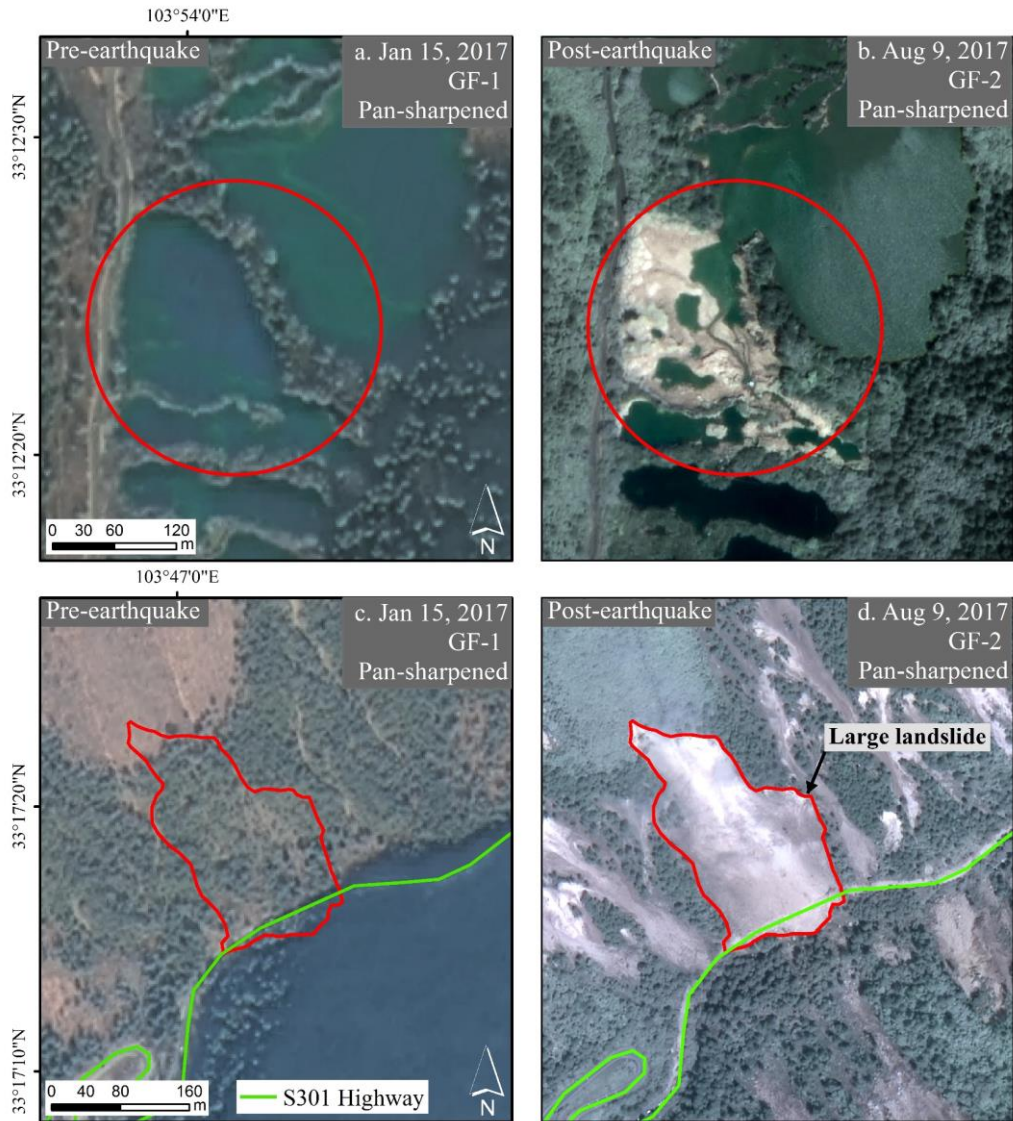 103°54'0"E
Pre-earthquake
a. Jan 15, 2017
GF-1
Pan-sharpened
Post-earthquake
b. Aug 9, 2017
GF-2
Pan-sharpened
33°12'30"N
33°12'20"N
0 30 60 120
m
N
103°47'0"E
Pre-earthquake
c. Jan 15, 2017
GF-1
Pan-sharpened
Post-earthquake
d. Aug 9, 2017
GF-2
Pan-sharpened
Large landslide
33°17'20"N
33°17'10"N
0 40 80 160
m
S301 Highway
N